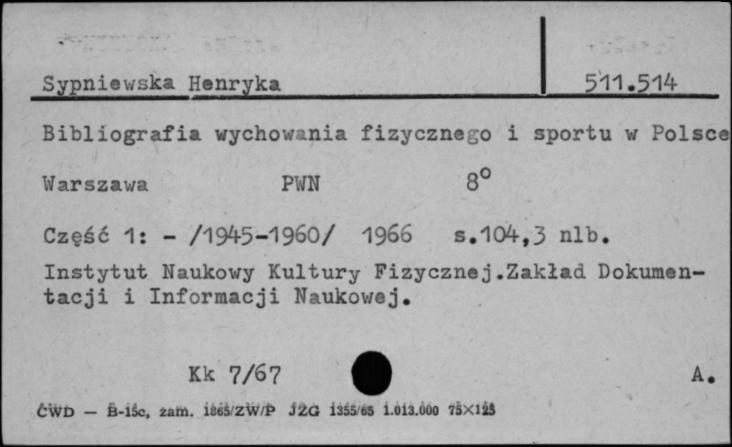 Sypniewska Henryka 511.514
Bibliografia wychowania fizycznego i sportu w Polsce
Warszawa PWN 8°
Część 1: - /1945-1960/ 1966 s.104,3 nlb.
Instytut Naukowy Kultury Fizycznej.Zakład Dokumen-
tacji i Informacji Naukowej.
Kk 7/67 A.
ĆWD — B-15c, zam. 1865/ZW/P JZG 1355/65 1.013.000 75×125